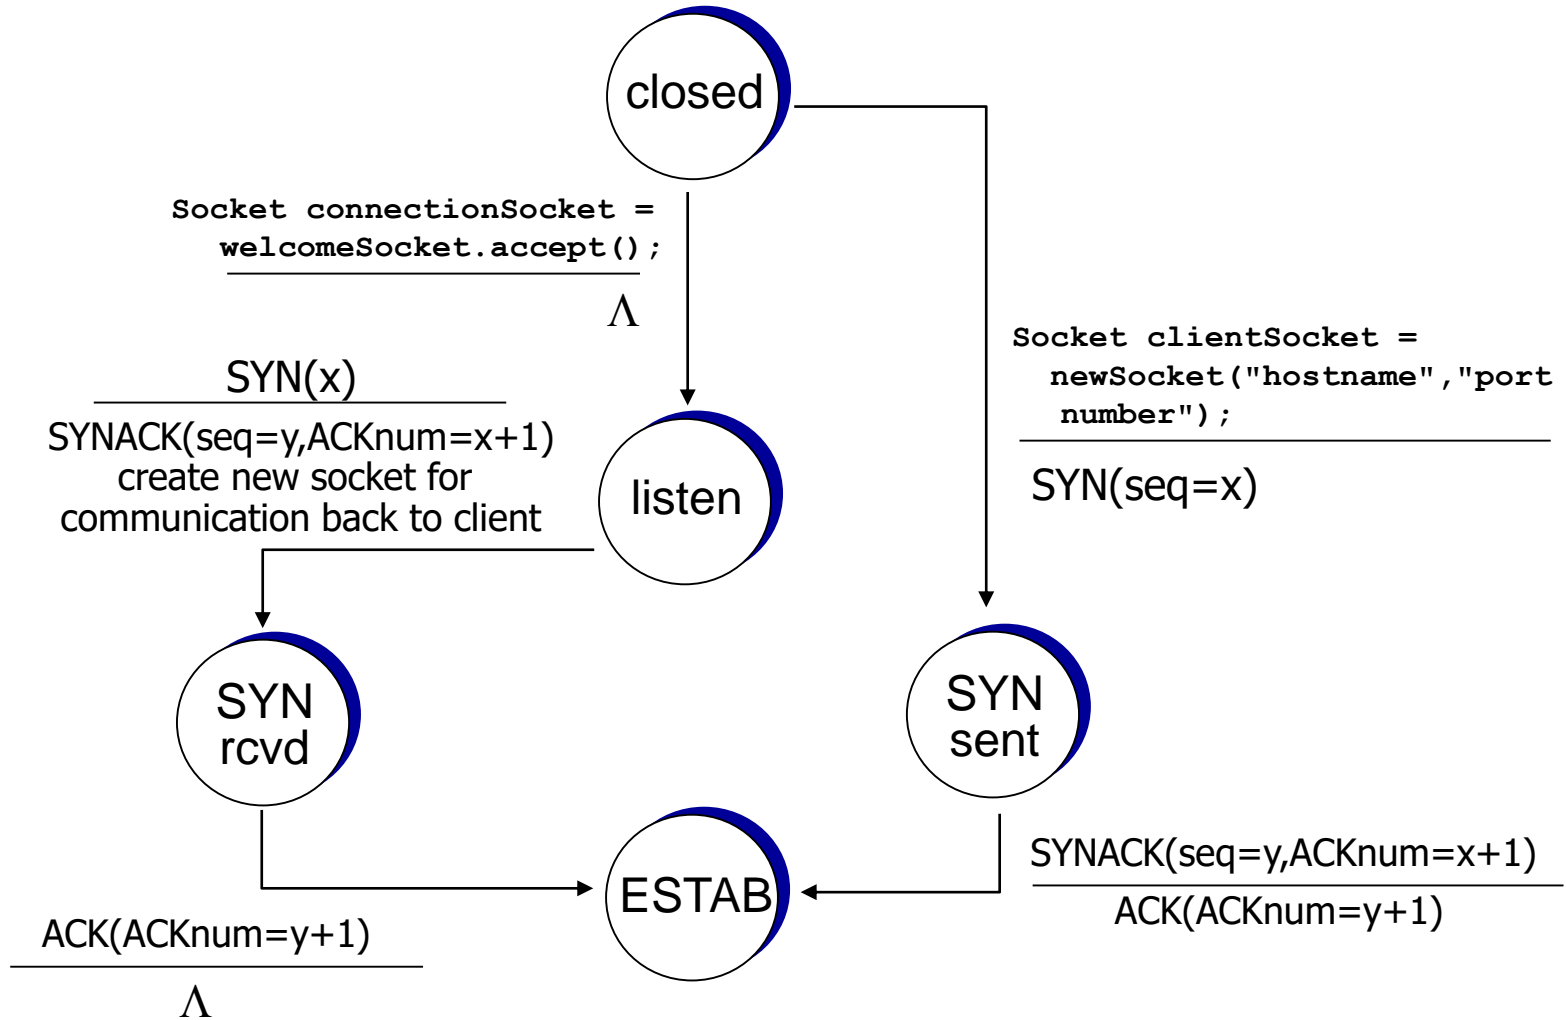 closed
Socket connectionSocket =
welcomeSocket.accept();
Λ
Socket clientSocket =
newSocket("hostname","port
number");
SYN(seq=x)
SYN(x)
SYNACK(seq=y,ACKnum=x+1)
create new socket for
communication back to client
listen
SYN
rcvd
SYN
sent
ESTAB
SYNACK(seq=y,ACKnum=x+1)
ACK(ACKnum=y+1)
ACK(ACKnum=y+1)
Λ